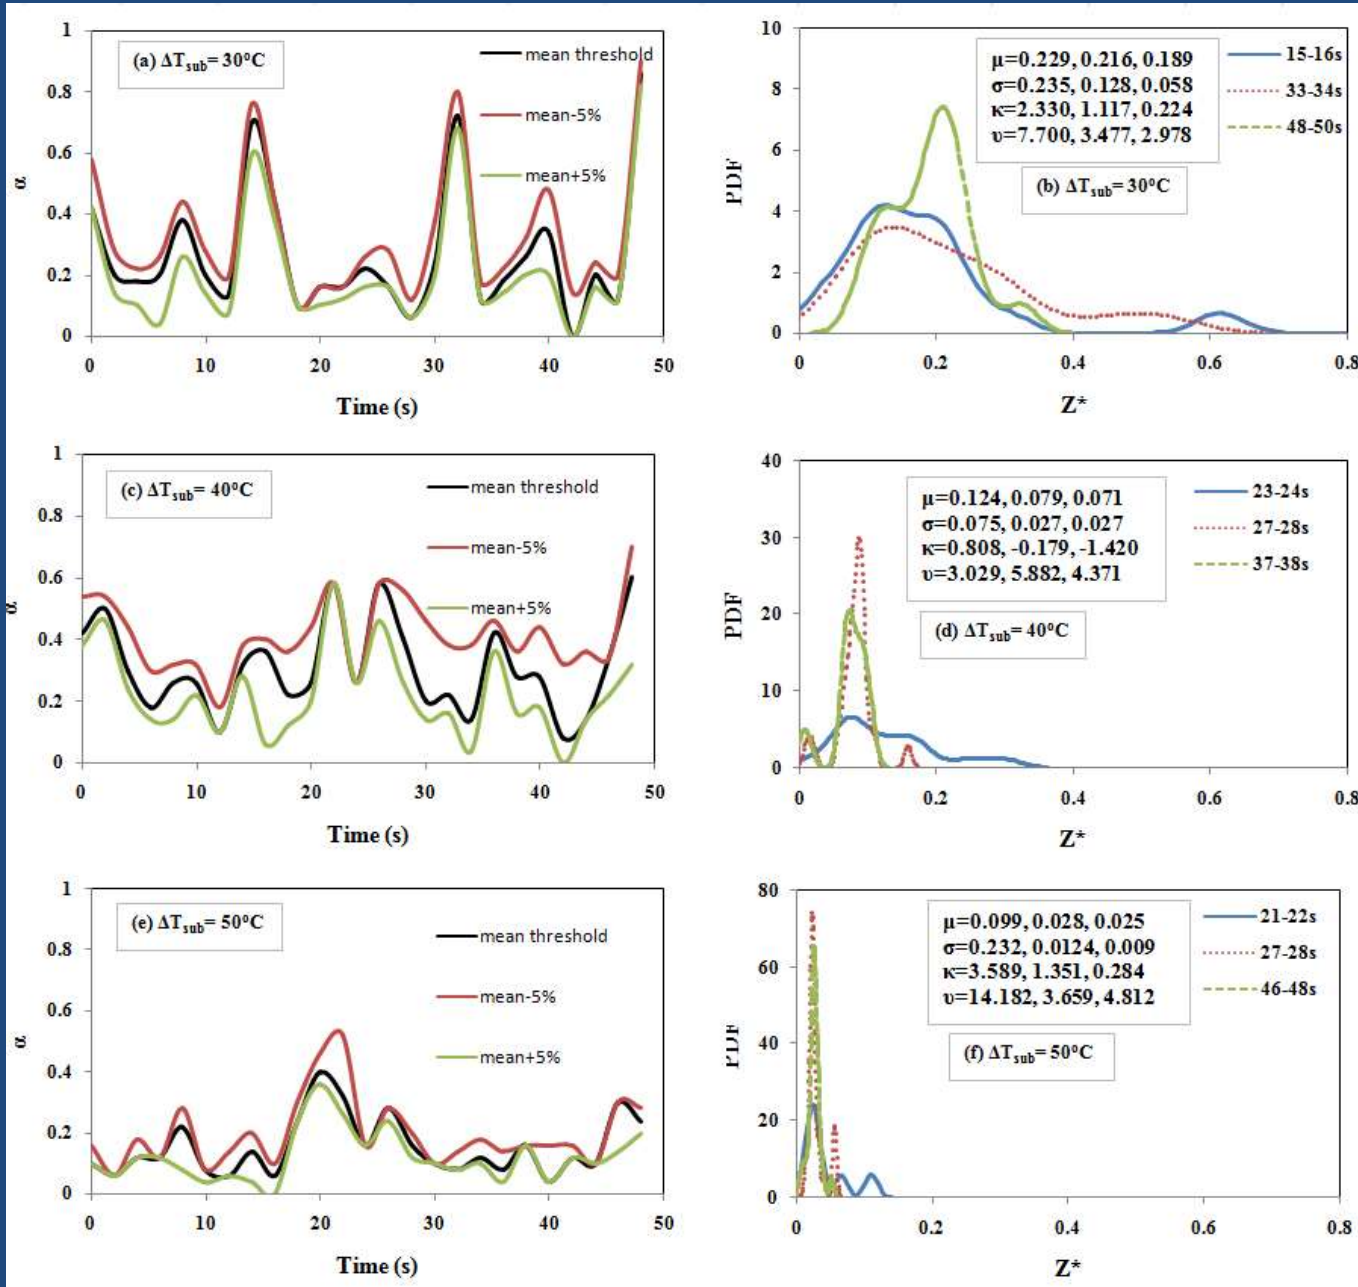 1
0.8
0.6
0.4
0.2
0
α
(a) ΔTsub= 30°C
mean threshold
mean-5%
mean+5%
0 10 20 30 40 50
Time (s)
10
8
6
4
2
0
PDF
μ=0.229, 0.216, 0.189
σ=0.235, 0.128, 0.058
κ=2.330, 1.117, 0.224
υ=7.700, 3.477, 2.978
15-16s
33-34s
48-50s
(b) ΔTsub= 30°C
0 0.2 0.4 0.6 0.8
Z*
1
0.8
0.6
0.4
0.2
0
α
(c) ΔTsub= 40°C
mean threshold
mean-5%
mean+5%
0 10 20 30 40 50
Time (s)
40
30
20
10
0
PDF
μ=0.124, 0.079, 0.071
σ=0.075, 0.027, 0.027
κ=0.808, -0.179, -1.420
υ=3.029, 5.882, 4.371
23-24s
27-28s
37-38s
(d) ΔTsub= 40°C
0 0.2 0.4 0.6 0.8
Z*
1
0.8
0.6
0.4
0.2
0
α
(e) ΔTsub= 50°C
mean threshold
mean-5%
mean+5%
0 10 20 30 40 50
Time (s)
80
60
40
20
0
PDF
μ=0.099, 0.028, 0.025
σ=0.232, 0.0124, 0.009
κ=3.589, 1.351, 0.284
υ=14.182, 3.659, 4.812
21-22s
27-28s
46-48s
(f) ΔTsub= 50°C
0 0.2 0.4 0.6 0.8
Z*